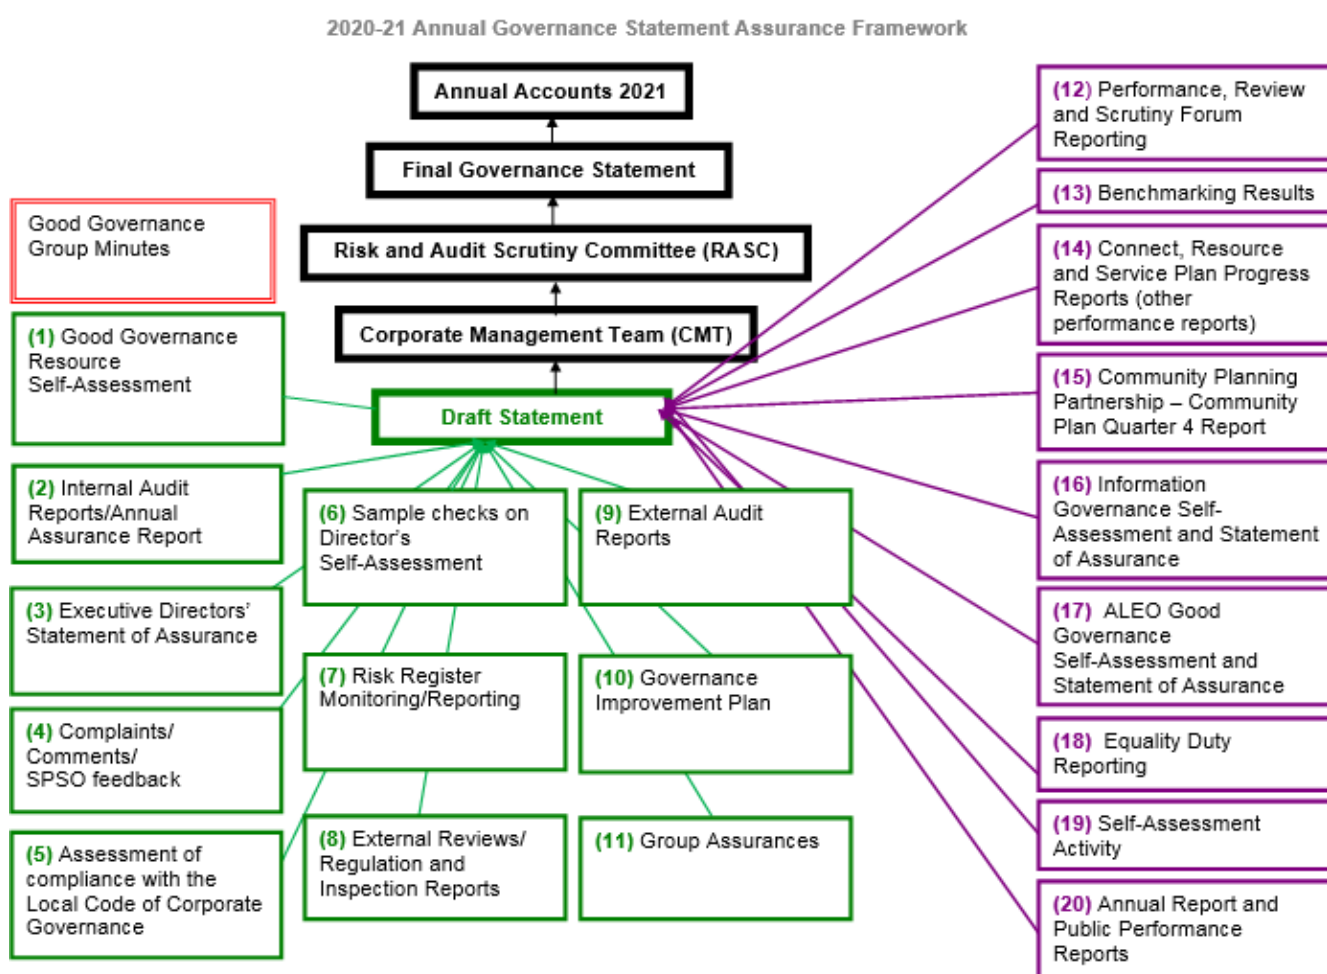 2020-21 Annual Governance Statement Assurance Framework
Annual Accounts 2021
Final Governance Statement
Risk and Audit Scrutiny Committee (RASC)
Corporate Management Team (CMT)
Draft Statement
Good Governance
Group Minutes
(1) Good Governance
Resource
Self-Assessment
(2) Internal Audit
Reports/Annual
Assurance Report
(3) Executive Directors'
Statement of Assurance
(4) Complaints/
Comments/
SPSO feedback
(5) Assessment of
compliance with the
Local Code of Corporate
Governance
(6) Sample checks on
Director's
Self-Assessment
(7) Risk Register
Monitoring/Reporting
(8) External Reviews/
Regulation and
Inspection Reports
(9) External Audit
Reports
(10) Governance
Improvement Plan
(11) Group Assurances
(12) Performance, Review
and Scrutiny Forum
Reporting
(13) Benchmarking Results
(14) Connect, Resource
and Service Plan Progress
Reports (other
performance reports)
(15) Community Planning
Partnership – Community
Plan Quarter 4 Report
(16) Information
Governance Self-
Assessment and Statement
of Assurance
(17) ALEO Good
Governance
Self-Assessment and
Statement of Assurance
(18) Equality Duty
Reporting
(19) Self-Assessment
Activity
(20) Annual Report and
Public Performance
Reports